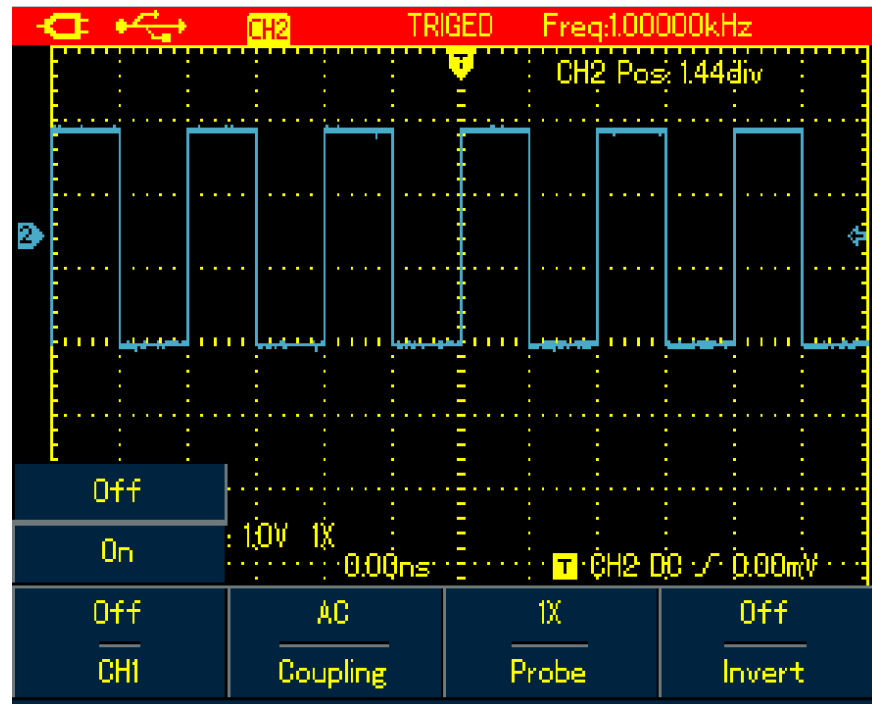 CH2 TRIGED Freq:1.00000kHz
T
CH2 Pos: 1.44div
2
Off
: 1.0V 1X
On
0.00ns T CH2 DC 0.00mV
Off AC 1X Off
CH1 Coupling Probe Invert